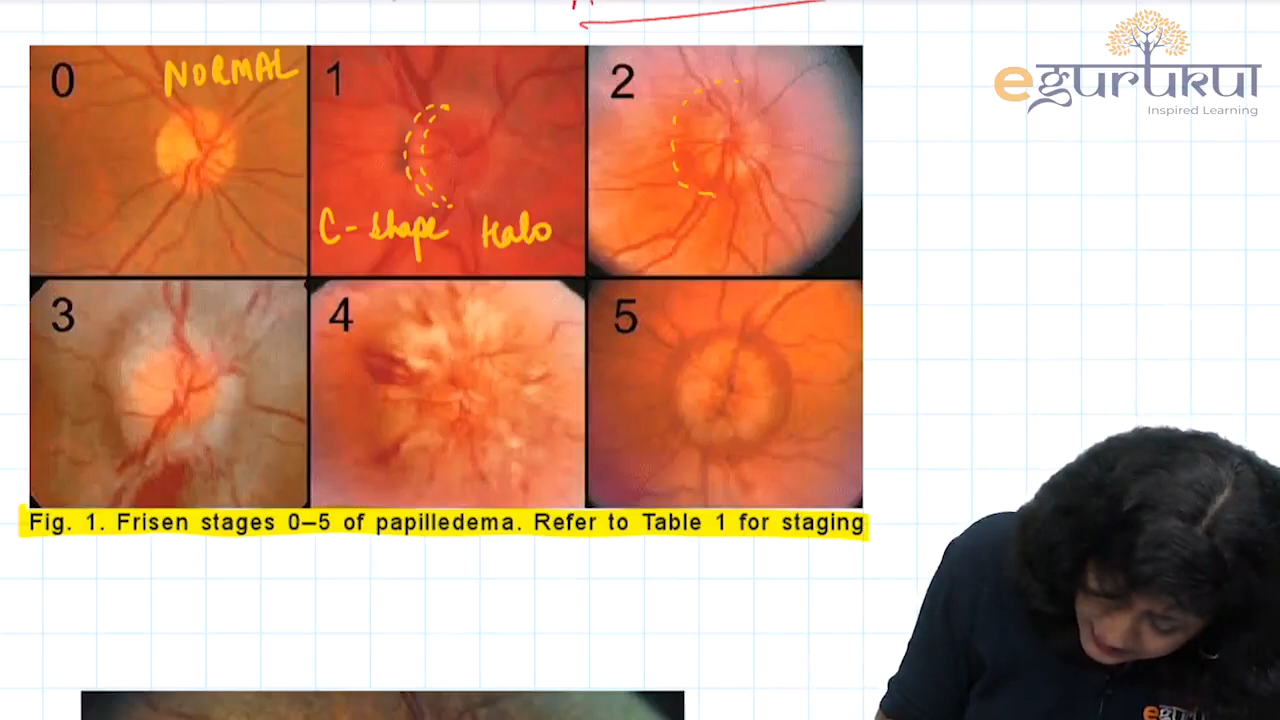 egurukul
Inspired Learning
0 NORMAL
1
C-shape Halo
2
3
4
5
Fig. 1. Frisen stages 0–5 of papilledema. Refer to Table 1 for staging
egurukul